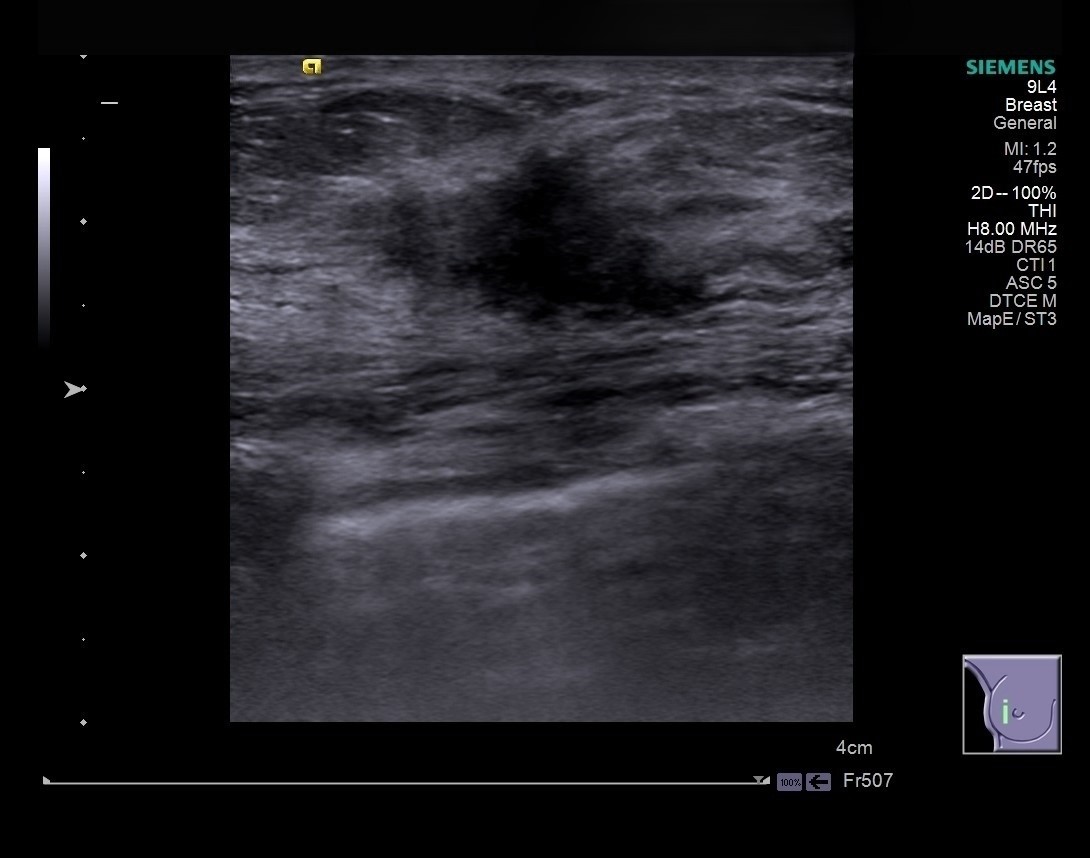 SIEMENS
9L4
Breast
General
MI: 1.2
47fps
2D--100%
THI
H8.00 MHz
14dB DR65
CTI 1
ASC 5
DTCE M
MapE / ST3
4cm
100%
Fr507